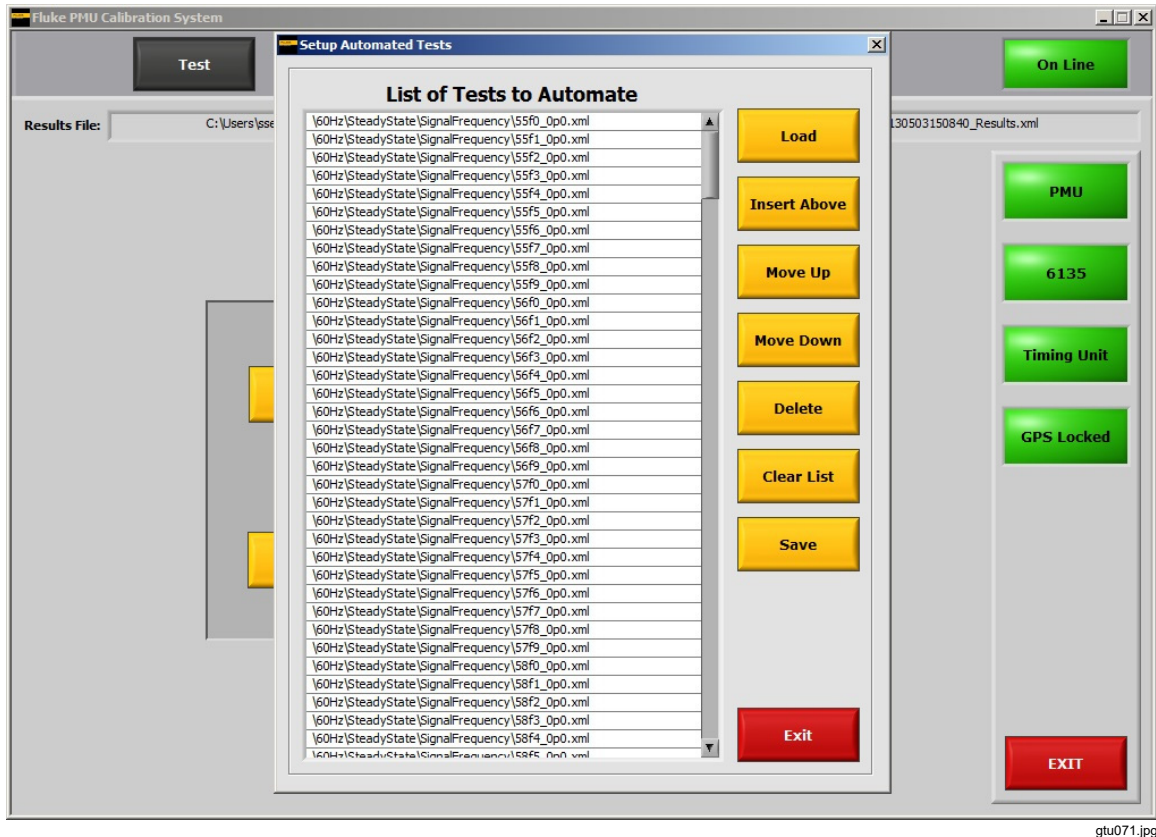 Fluke PMU Calibration System
Setup Automated Tests
Test
On Line
List of Tests to Automate
Results File:
C:\Users\sse
130503150840_Results.xml
\60Hz\SteadyState\SignalFrequency\55f0_0p0.xml
\60Hz\SteadyState\SignalFrequency\55f1_0p0.xml
\60Hz\SteadyState\SignalFrequency\55f2_0p0.xml
\60Hz\SteadyState\SignalFrequency\55f3_0p0.xml
\60Hz\SteadyState\SignalFrequency\55f4_0p0.xml
\60Hz\SteadyState\SignalFrequency\55f5_0p0.xml
\60Hz\SteadyState\SignalFrequency\55f6_0p0.xml
\60Hz\SteadyState\SignalFrequency\55f7_0p0.xml
\60Hz\SteadyState\SignalFrequency\55f8_0p0.xml
\60Hz\SteadyState\SignalFrequency\55f9_0p0.xml
\60Hz\SteadyState\SignalFrequency\56f0_0p0.xml
\60Hz\SteadyState\SignalFrequency\56f1_0p0.xml
\60Hz\SteadyState\SignalFrequency\56f2_0p0.xml
\60Hz\SteadyState\SignalFrequency\56f3_0p0.xml
\60Hz\SteadyState\SignalFrequency\56f4_0p0.xml
\60Hz\SteadyState\SignalFrequency\56f5_0p0.xml
\60Hz\SteadyState\SignalFrequency\56f6_0p0.xml
\60Hz\SteadyState\SignalFrequency\56f7_0p0.xml
\60Hz\SteadyState\SignalFrequency\56f8_0p0.xml
\60Hz\SteadyState\SignalFrequency\56f9_0p0.xml
\60Hz\SteadyState\SignalFrequency\57f0_0p0.xml
\60Hz\SteadyState\SignalFrequency\57f1_0p0.xml
\60Hz\SteadyState\SignalFrequency\57f2_0p0.xml
\60Hz\SteadyState\SignalFrequency\57f3_0p0.xml
\60Hz\SteadyState\SignalFrequency\57f4_0p0.xml
\60Hz\SteadyState\SignalFrequency\57f5_0p0.xml
\60Hz\SteadyState\SignalFrequency\57f6_0p0.xml
\60Hz\SteadyState\SignalFrequency\57f7_0p0.xml
\60Hz\SteadyState\SignalFrequency\57f8_0p0.xml
\60Hz\SteadyState\SignalFrequency\57f9_0p0.xml
\60Hz\SteadyState\SignalFrequency\58f0_0p0.xml
\60Hz\SteadyState\SignalFrequency\58f1_0p0.xml
\60Hz\SteadyState\SignalFrequency\58f2_0p0.xml
\60Hz\SteadyState\SignalFrequency\58f3_0p0.xml
\60Hz\SteadyState\SignalFrequency\58f4_0p0.xml
\60Hz\SteadyState\SignalFrequency\58f5_0p0.xml
Load
Insert Above
Move Up
Move Down
Delete
Clear List
Save
Exit
PMU
6135
Timing Unit
GPS Locked
EXIT
gtu071.jpg